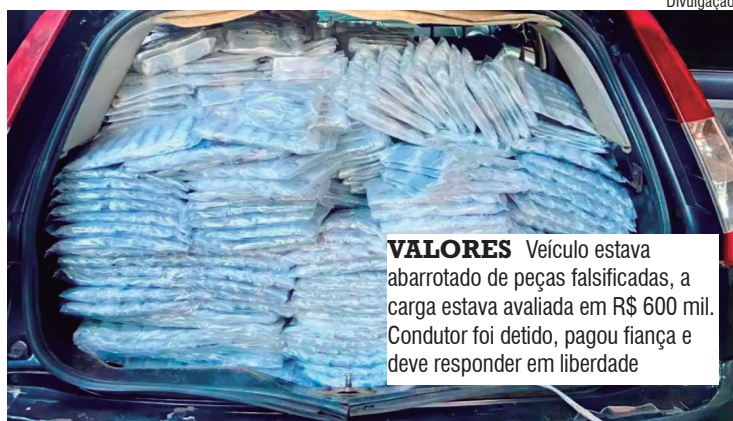 Divulgação
VALORES Veículo estava
abarrotado de peças falsificadas, a
carga estava avaliada em R$ 600 mil.
Condutor foi detido, pagou fiança e
deve responder em liberdade